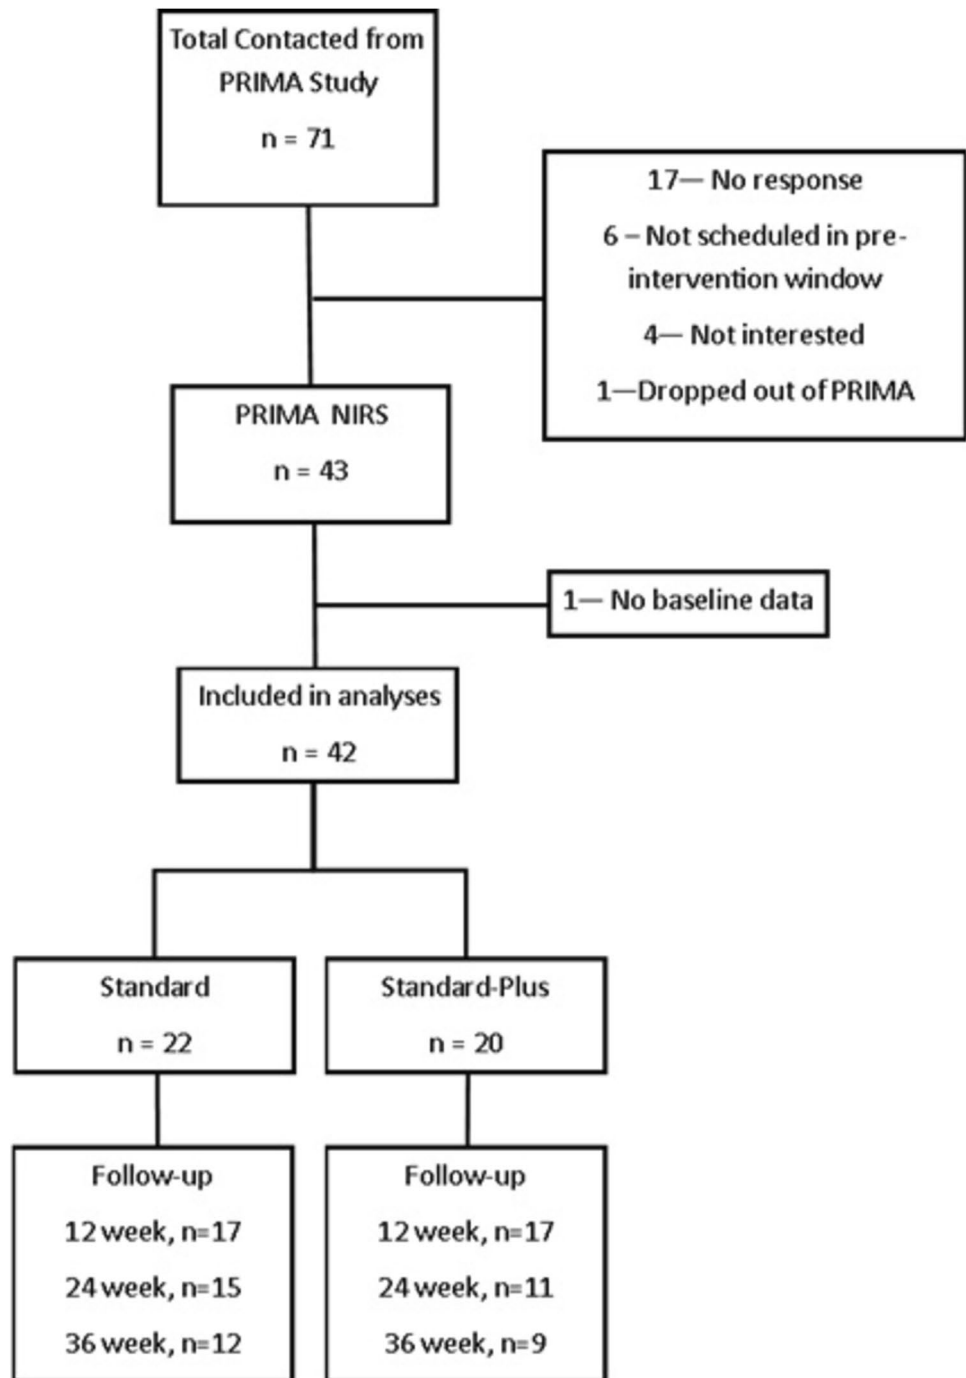 Total Contacted from
PRIMA Study
n = 71
17— No response
6 – Not scheduled in pre-
intervention window
4— Not interested
1—Dropped out of PRIMA
PRIMA NIRS
n = 43
1— No baseline data
Included in analyses
n = 42
Standard
n = 22
Standard-Plus
n = 20
Follow-up
12 week, n=17
24 week, n=15
36 week, n=12
Follow-up
12 week, n=17
24 week, n=11
36 week, n=9